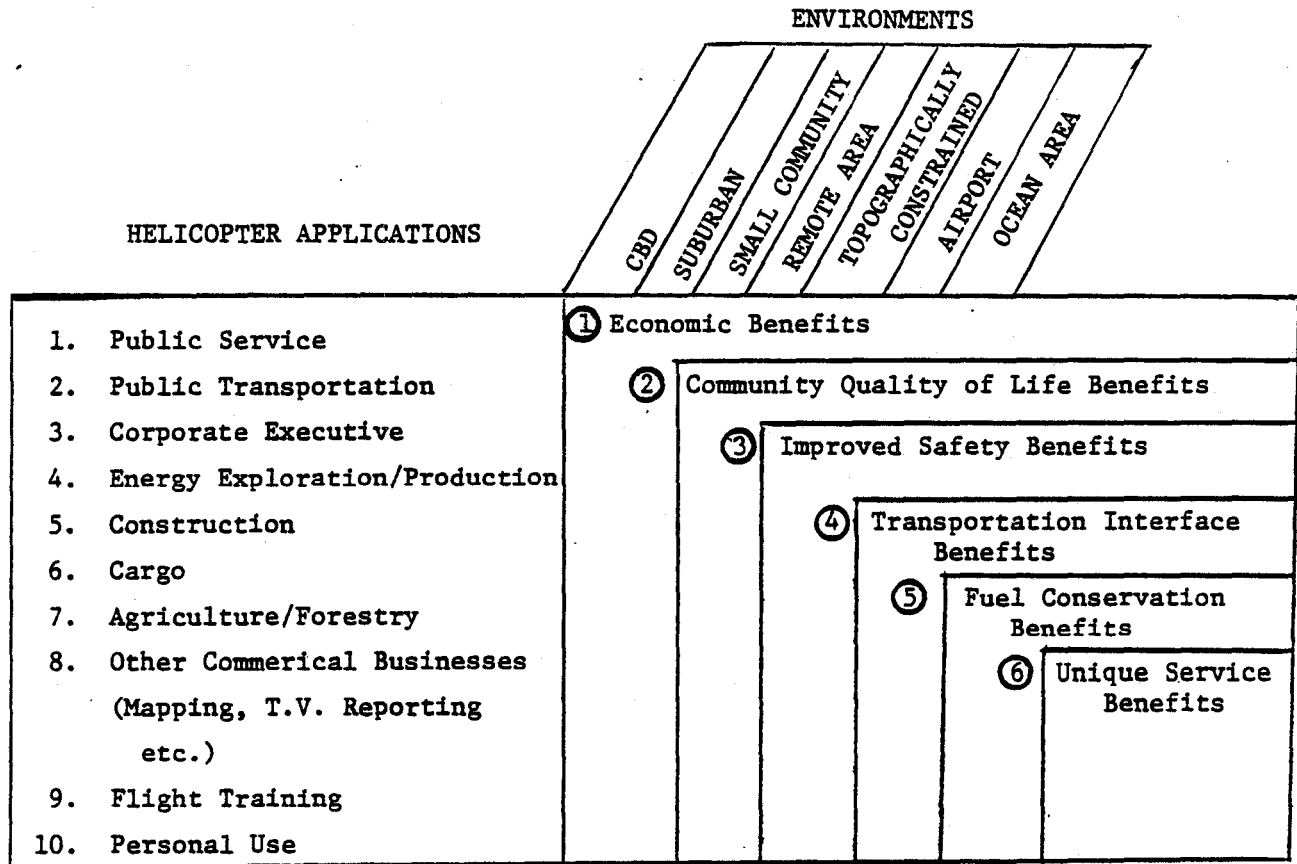 ENVIRONMENTS
CBD
SUBURBAN
SMALL COMMUNITY
REMOTE AREA
TOPOGRAPHICALLY
CONSTRAINED
AIRPORT
OCEAN AREA
HELICOPTER APPLICATIONS
1. Public Service
2. Public Transportation
3. Corporate Executive
4. Energy Exploration/Production
5. Construction
6. Cargo
7. Agriculture/Forestry
8. Other Commerical Businesses
(Mapping, T.V. Reporting
etc.)
9. Flight Training
10. Personal Use
1 Economic Benefits
2 Community Quality of Life Benefits
3 Improved Safety Benefits
4 Transportation Interface
Benefits
5 Fuel Conservation
Benefits
6 Unique Service
Benefits